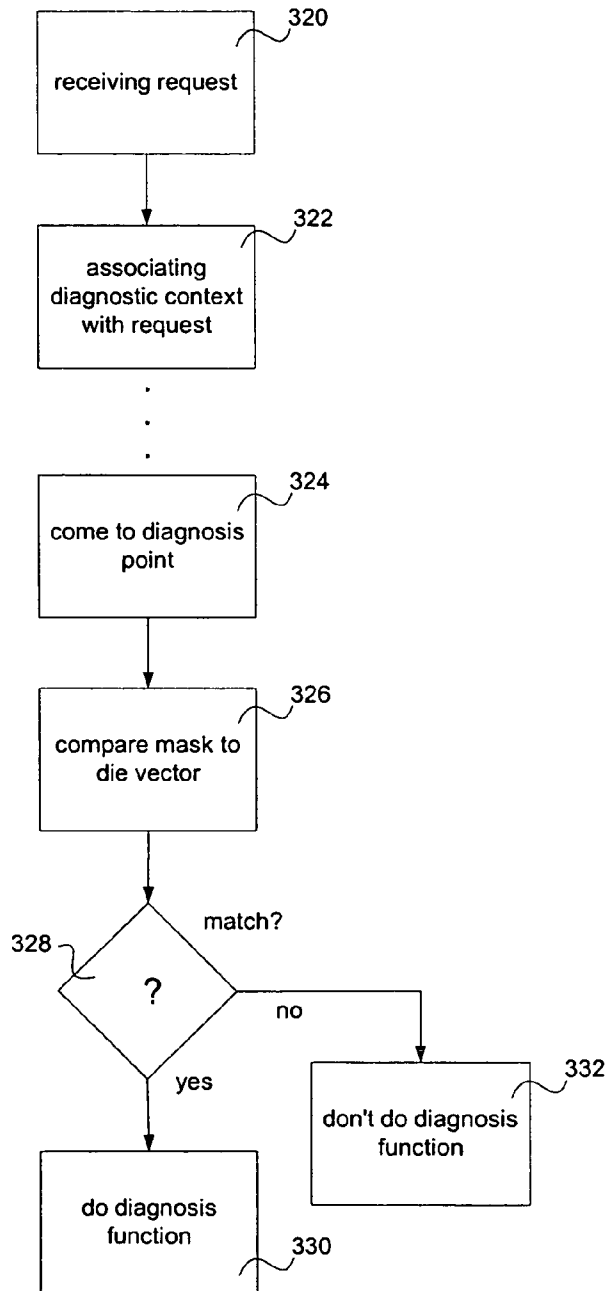 320
receiving request
322
associating
diagnostic context
with request
324
come to diagnosis
point
326
compare mask to
die vector
match?
328
?
no
yes
332
don't do diagnosis
function
do diagnosis
function
330